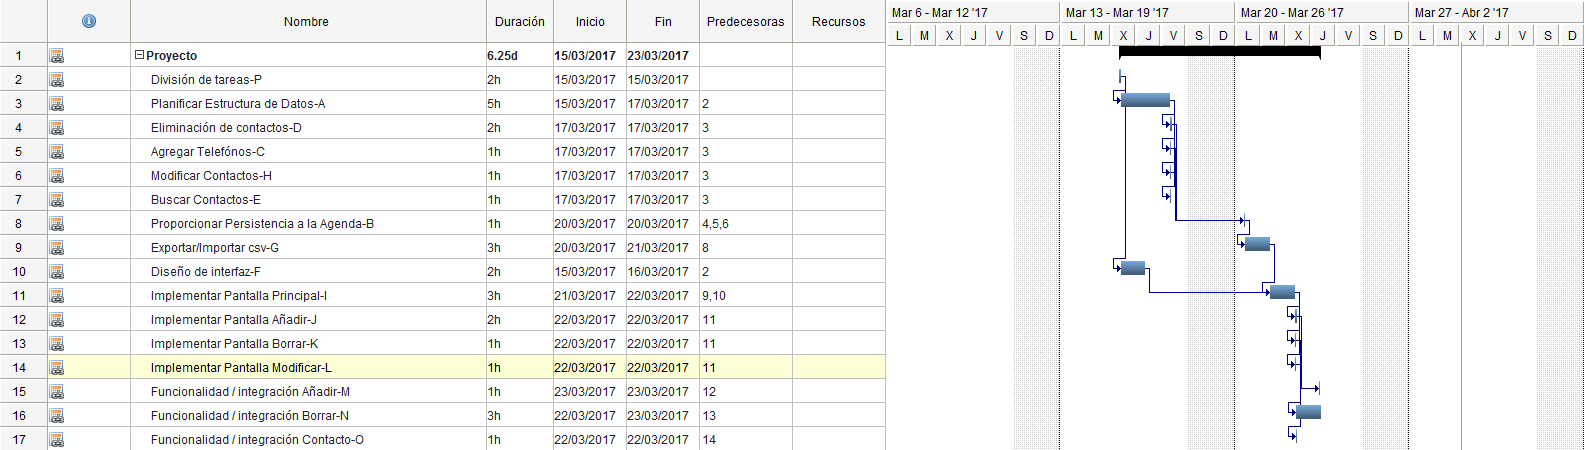 Nombre Duración Inicio Fin Predecesoras Recursos
Mar 6 - Mar 12 '17 Mar 13 - Mar 19 '17 Mar 20 - Mar 26 '17 Mar 27 - Abr 2 '17
L M X J V S D L M X J V S D L M X J V S D L M X J V S D
1 Proyecto 6.25d 15/03/2017 23/03/2017
2 División de tareas-P 2h 15/03/2017 15/03/2017
3 Planificar Estructura de Datos-A 5h 15/03/2017 17/03/2017 2
4 Eliminación de contactos-D 2h 17/03/2017 17/03/2017 3
5 Agregar Telefónos-C 1h 17/03/2017 17/03/2017 3
6 Modificar Contactos-H 1h 17/03/2017 17/03/2017 3
7 Buscar Contactos-E 1h 17/03/2017 17/03/2017 3
8 Proporcionar Persistencia a la Agenda-B 1h 20/03/2017 20/03/2017 4,5,6
9 Exportar/Importar csv-G 3h 20/03/2017 21/03/2017 8
10 Diseño de interfaz-F 2h 15/03/2017 16/03/2017 2
11 Implementar Pantalla Principal-I 3h 21/03/2017 22/03/2017 9,10
12 Implementar Pantalla Añadir-J 2h 22/03/2017 22/03/2017 11
13 Implementar Pantalla Borrar-K 1h 22/03/2017 22/03/2017 11
14 Implementar Pantalla Modificar-L 1h 22/03/2017 22/03/2017 11
15 Funcionalidad / integración Añadir-M 1h 23/03/2017 23/03/2017 12
16 Funcionalidad / integración Borrar-N 3h 22/03/2017 23/03/2017 13
17 Funcionalidad / integración Contacto-O 1h 22/03/2017 22/03/2017 14